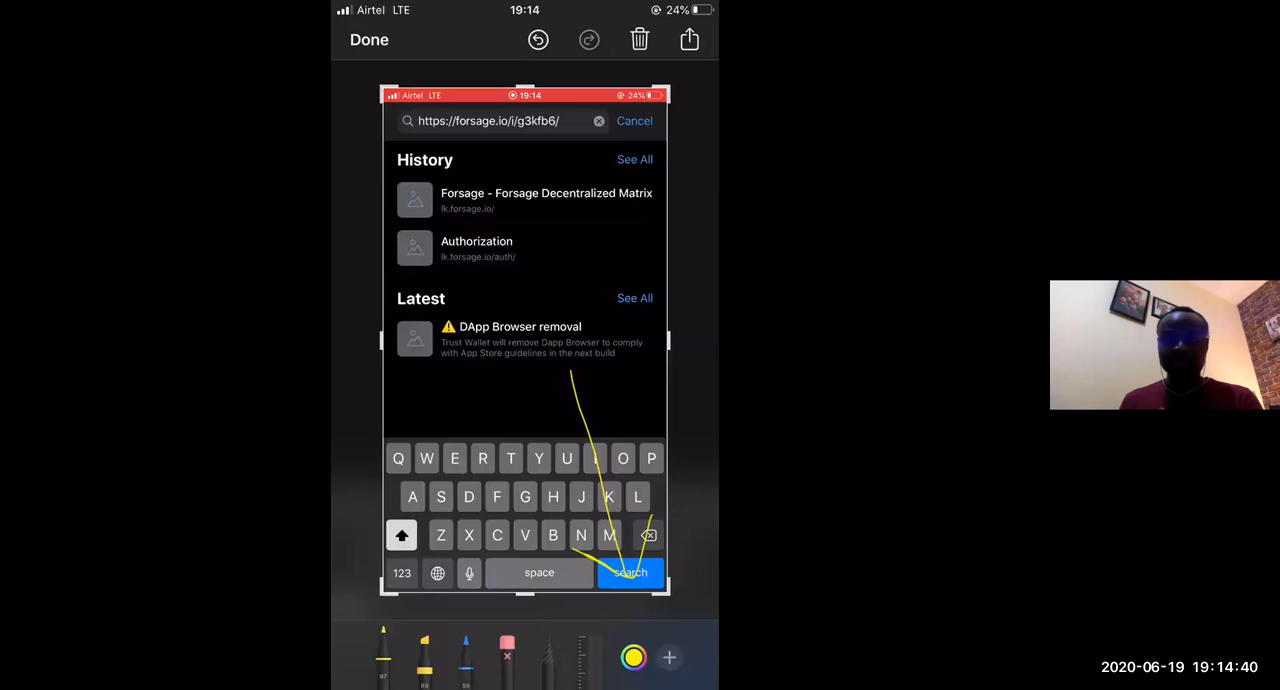 Airtel LTE 19:14 24%
Done
Airtel LTE 19:14 24%
https://forsage.io/i/g3kfb6/ Cancel
History See All
Forsage - Forsage Decentralized Matrix
lk.forsage.io/
Authorization
lk.forsage.io/auth/
Latest See All
⚠️ DApp Browser removal
Trust Wallet will remove Dapp Browser to comply
with App Store guidelines in the next build
Q W E R T Y U I O P
A S D F G H J K L
Z X C V B N M
123 space search
97 80 50
2020-06-19 19:14:40